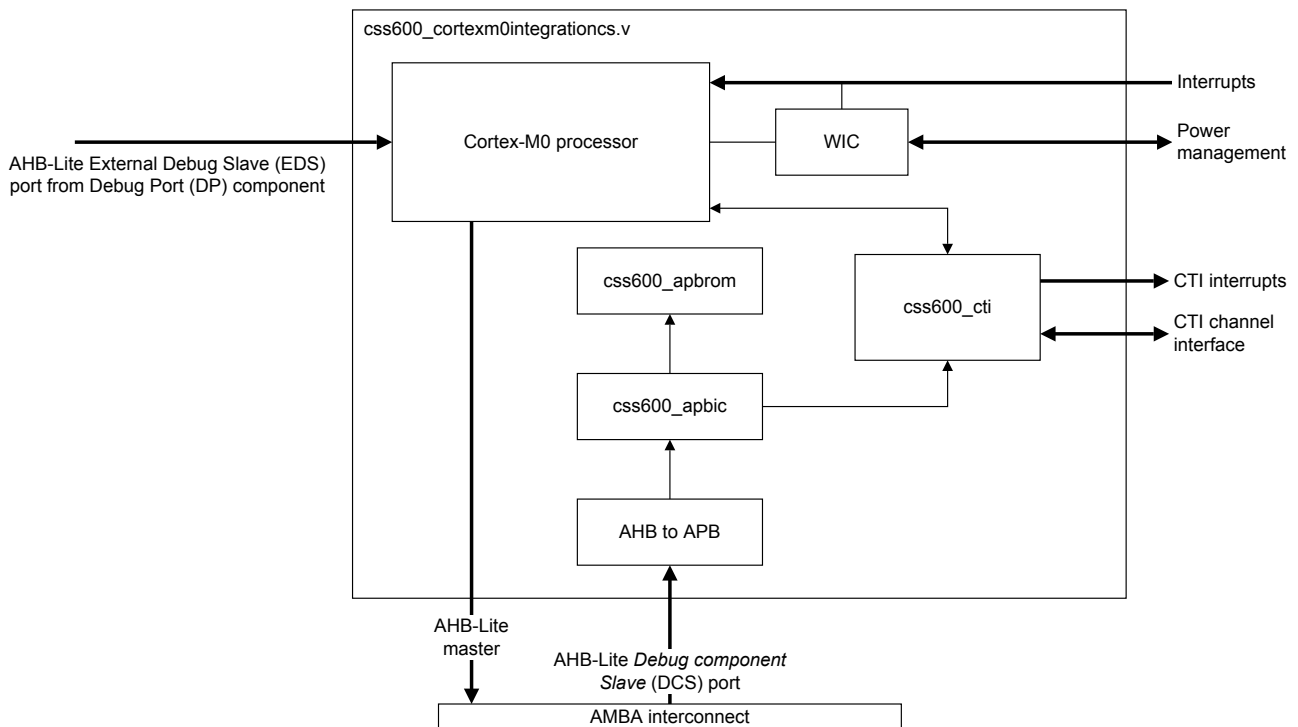 css600_cortexm0integrationcs.v
Interrupts
Cortex-M0 processor
WIC
Power
management
AHB-Lite External Debug Slave (EDS)
port from Debug Port (DP) component
css600_apbrom
css600_cti
CTI interrupts
CTI channel
interface
css600_apbic
AHB to APB
AHB-Lite
master
AHB-Lite Debug component
Slave (DCS) port
AMBA interconnect